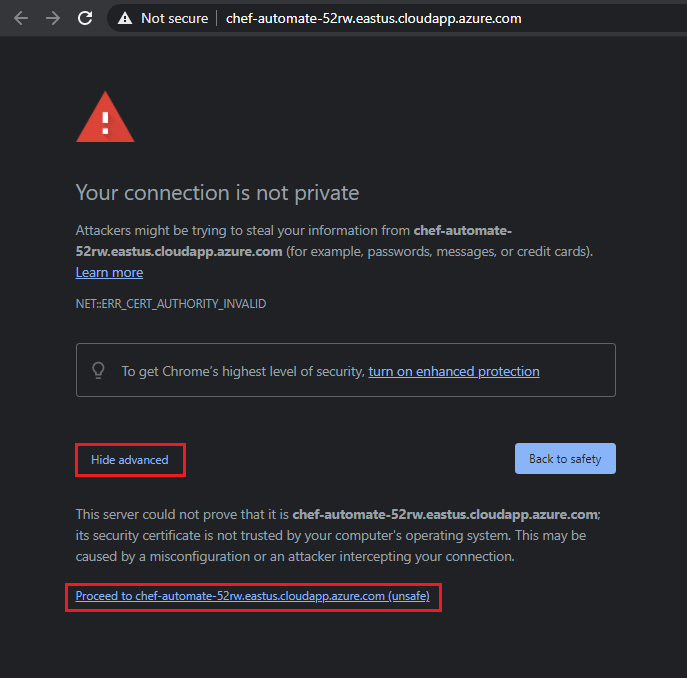 Not secure chef-automate-52rw.eastus.cloudapp.azure.com
Your connection is not private
Attackers might be trying to steal your information from chef-automate-
52rw.eastus.cloudapp.azure.com (for example, passwords, messages, or credit cards).
Learn more
NET::ERR_CERT_AUTHORITY_INVALID
To get Chrome's highest level of security, turn on enhanced protection
Hide advanced
Back to safety
This server could not prove that it is chef-automate-52rw.eastus.cloudapp.azure.com;
its security certificate is not trusted by your computer's operating system. This may be
caused by a misconfiguration or an attacker intercepting your connection.
Proceed to chef-automate-52rw.eastus.cloudapp.azure.com (unsafe)